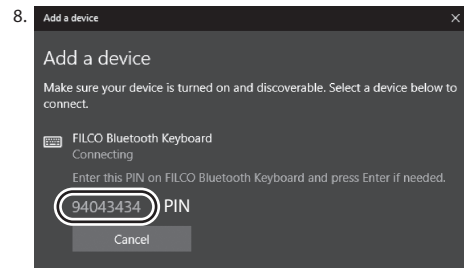 8.
Add a device
Add a device
Make sure your device is turned on and discoverable. Select a device below to
connect.
FILCO Bluetooth Keyboard
Connecting
Enter this PIN on FILCO Bluetooth Keyboard and press Enter if needed.
94043434 PIN
Cancel